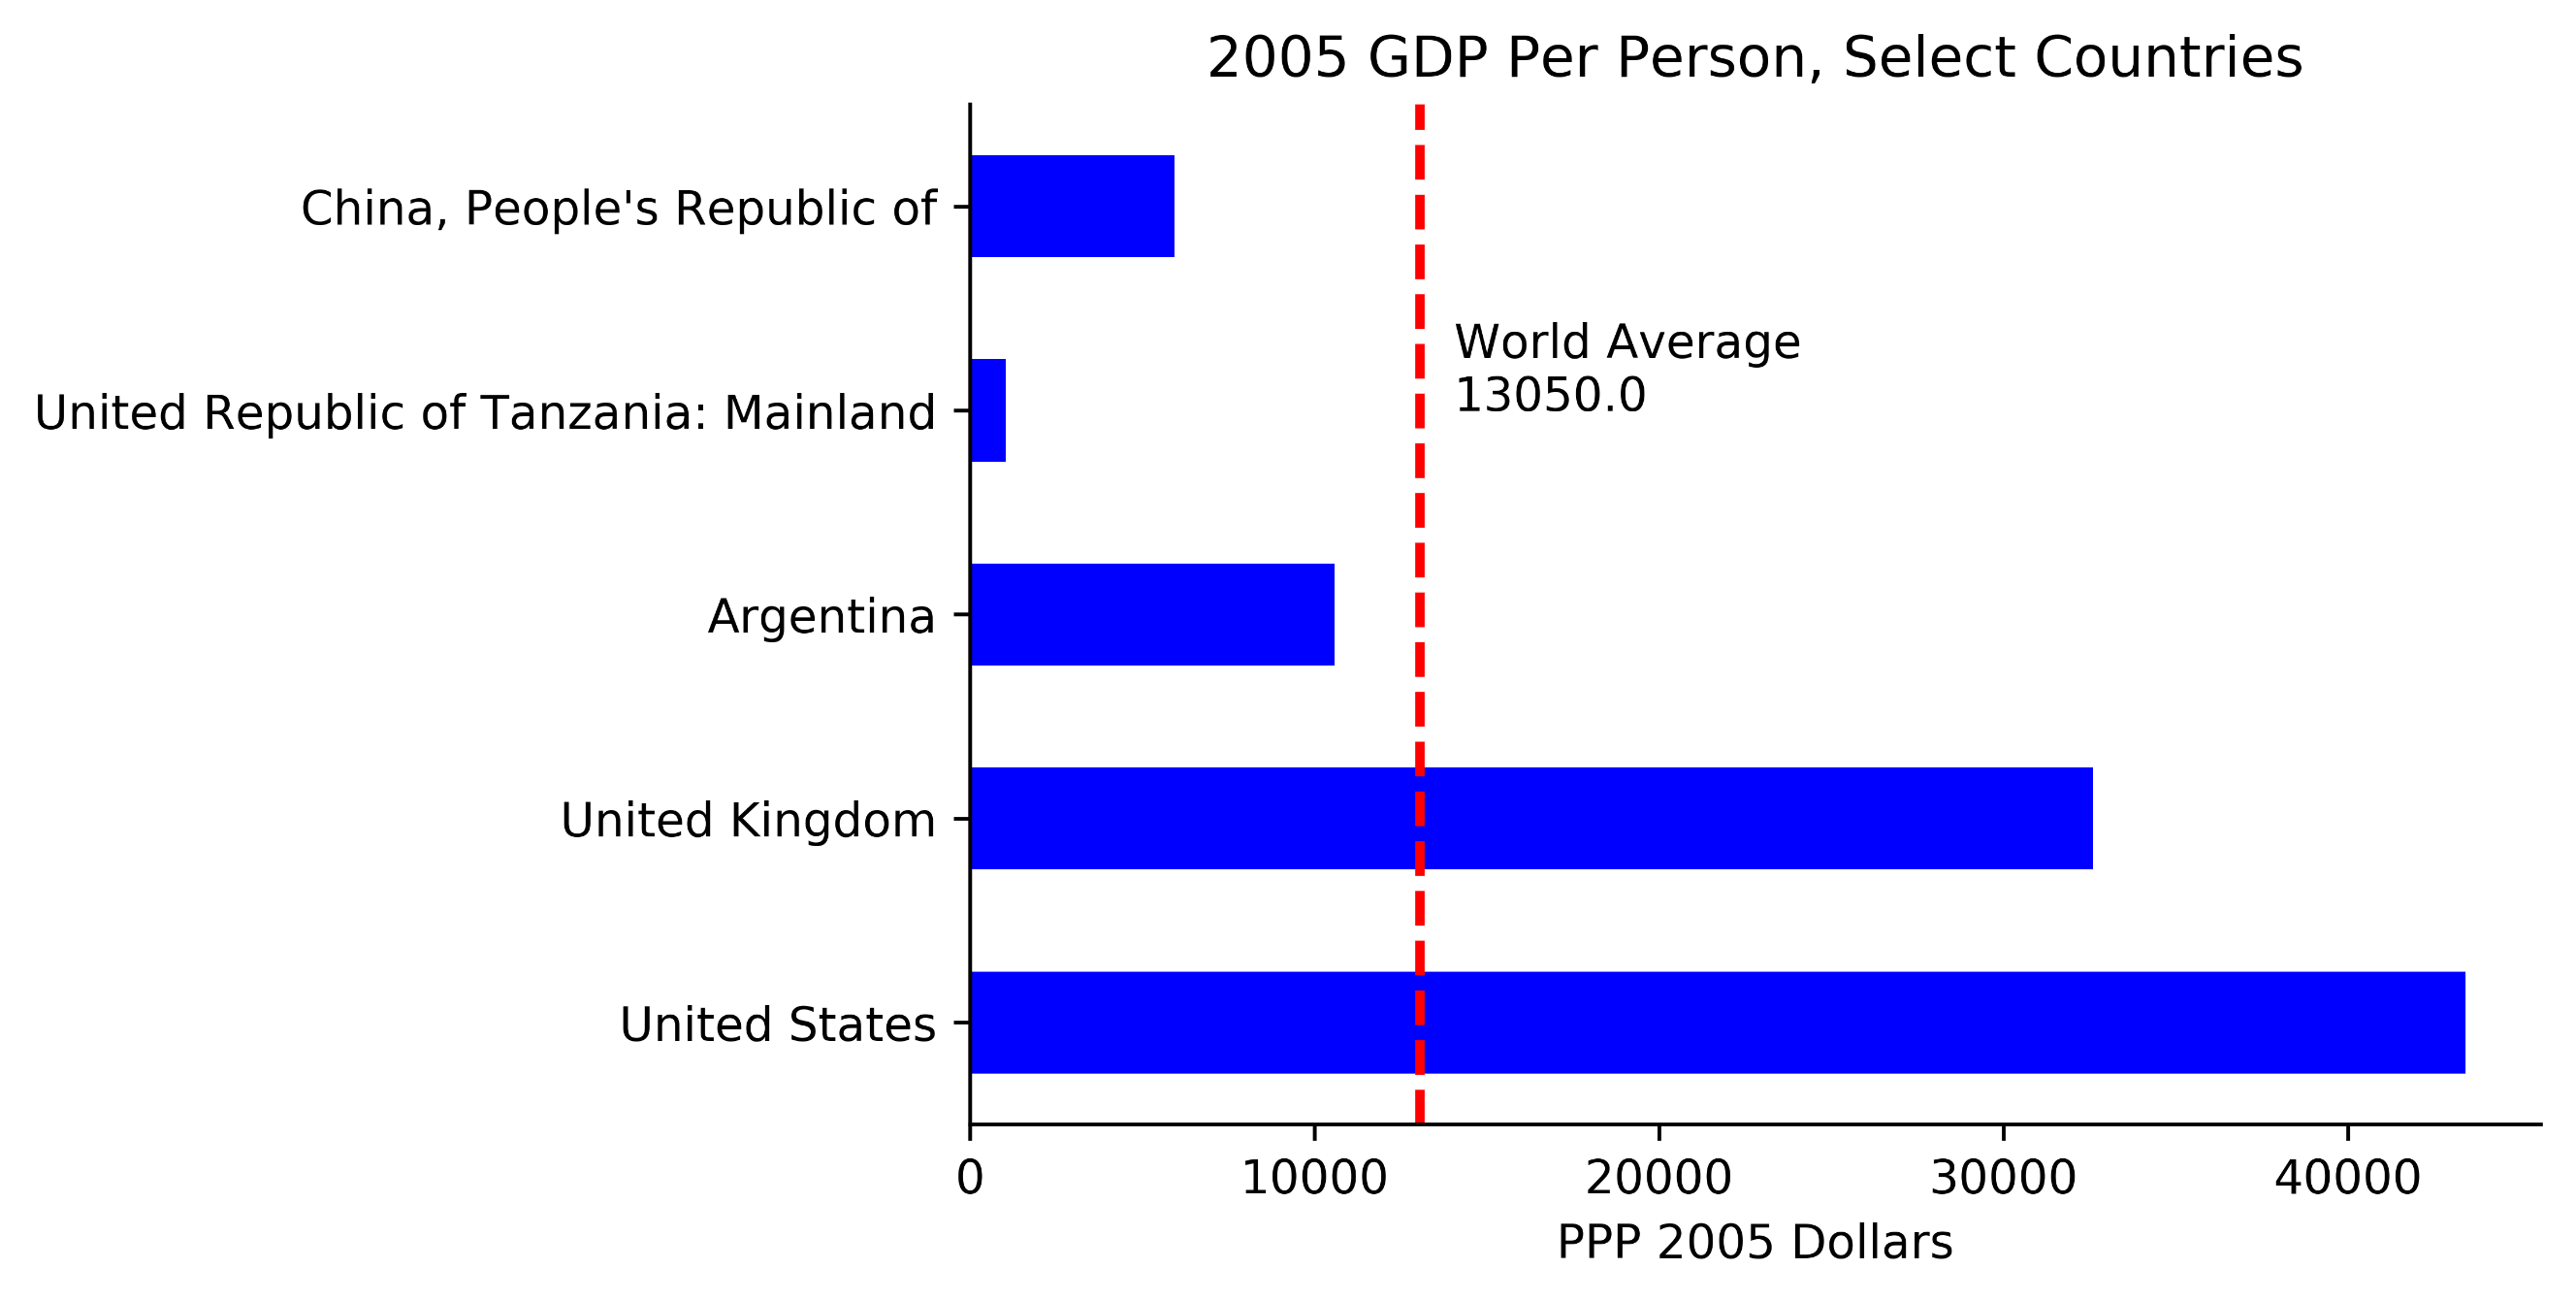 2005 GDP Per Person, Select Countries
China, People's Republic of
World Average
13050.0
United Republic of Tanzania: Mainland
Argentina
United Kingdom
United States
0 10000 20000 30000 40000
PPP 2005 Dollars